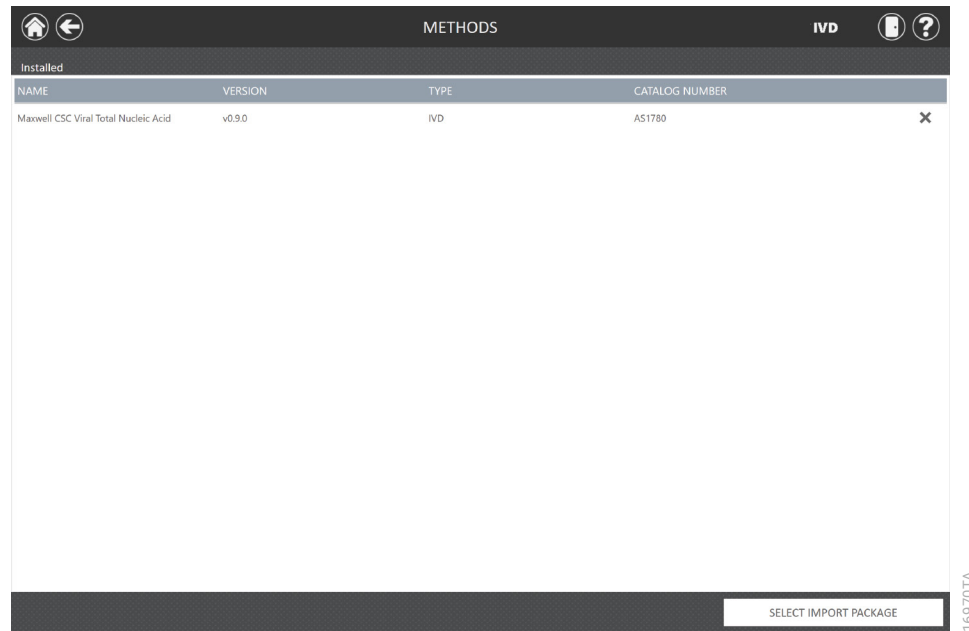 METHODS
IVD
?
Installed
NAME VERSION TYPE CATALOG NUMBER
Maxwell CSC Viral Total Nucleic Acid v0.9.0 IVD AS1780
SELECT IMPORT PACKAGE
16970TA